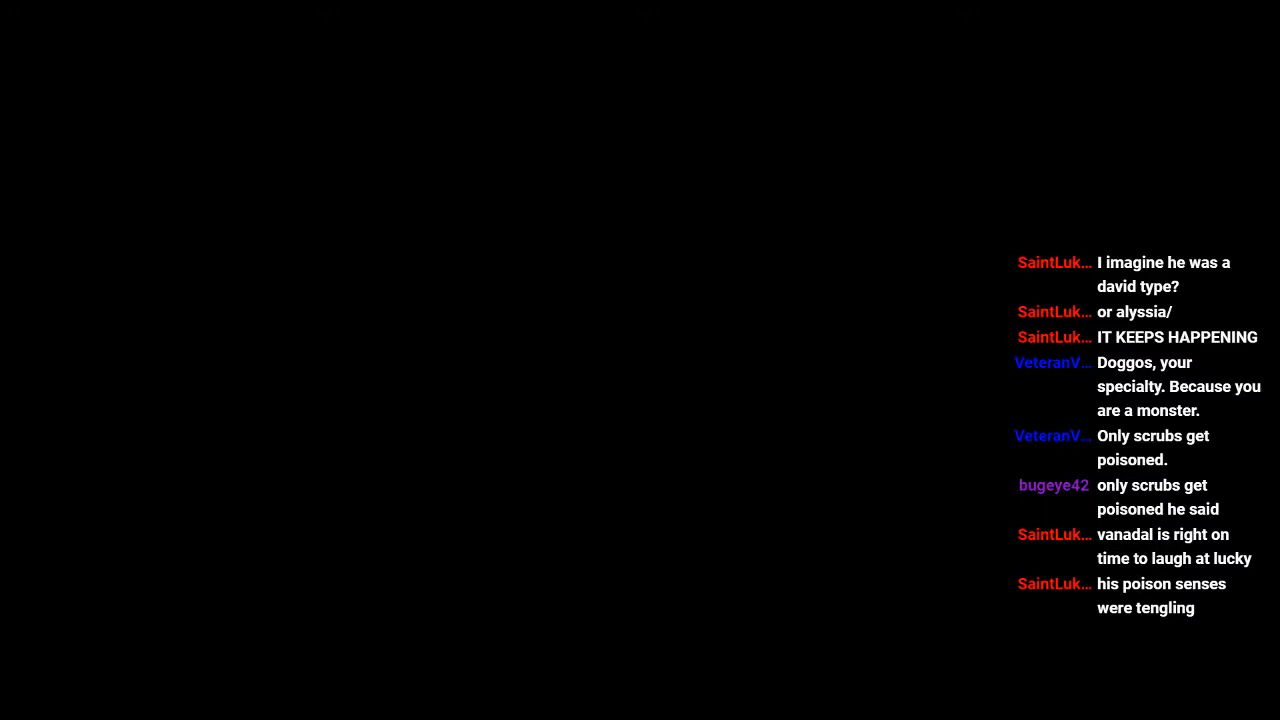 SaintLuk... I imagine he was a
david type?
SaintLuk... or alyssia/
SaintLuk... IT KEEPS HAPPENING
VeteranV... Doggos, your
specialty. Because you
are a monster.
VeteranV... Only scrubs get
poisoned.
bugeye42 only scrubs get
poisoned he said
SaintLuk... vanadal is right on
time to laugh at lucky
SaintLuk... his poison senses
were tengling